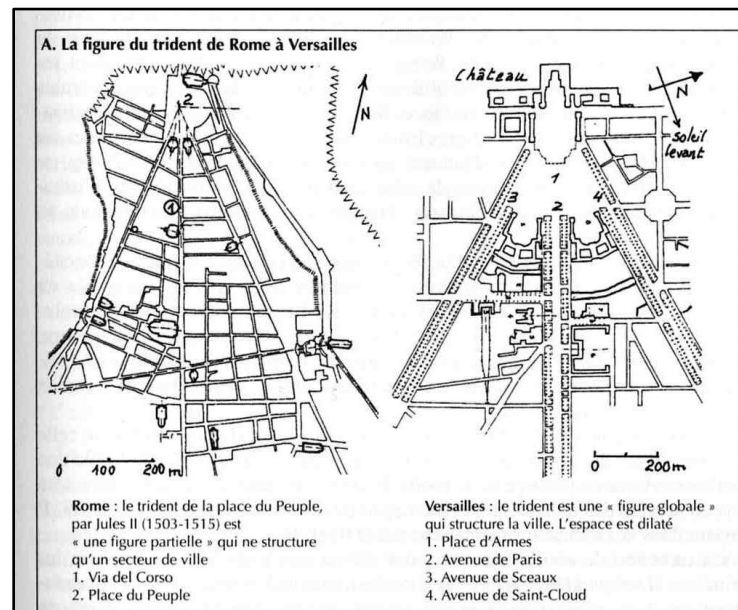 A. La figure du trident de Rome à Versailles
2
N
1
0 100 200 m
Château
N
soleil
levant
1
3
4
2
0 200m
Rome : le trident de la place du Peuple,
par Jules II (1503-1515) est
une « figure partielle » qui ne structure
qu'un secteur de ville
1. Via del Corso
2. Place du Peuple
Versailles : le trident est une « figure globale »
qui structure la ville. L'espace est dilaté
1. Place d'Armes
2. Avenue de Paris
3. Avenue de Sceaux
4. Avenue de Saint-Cloud